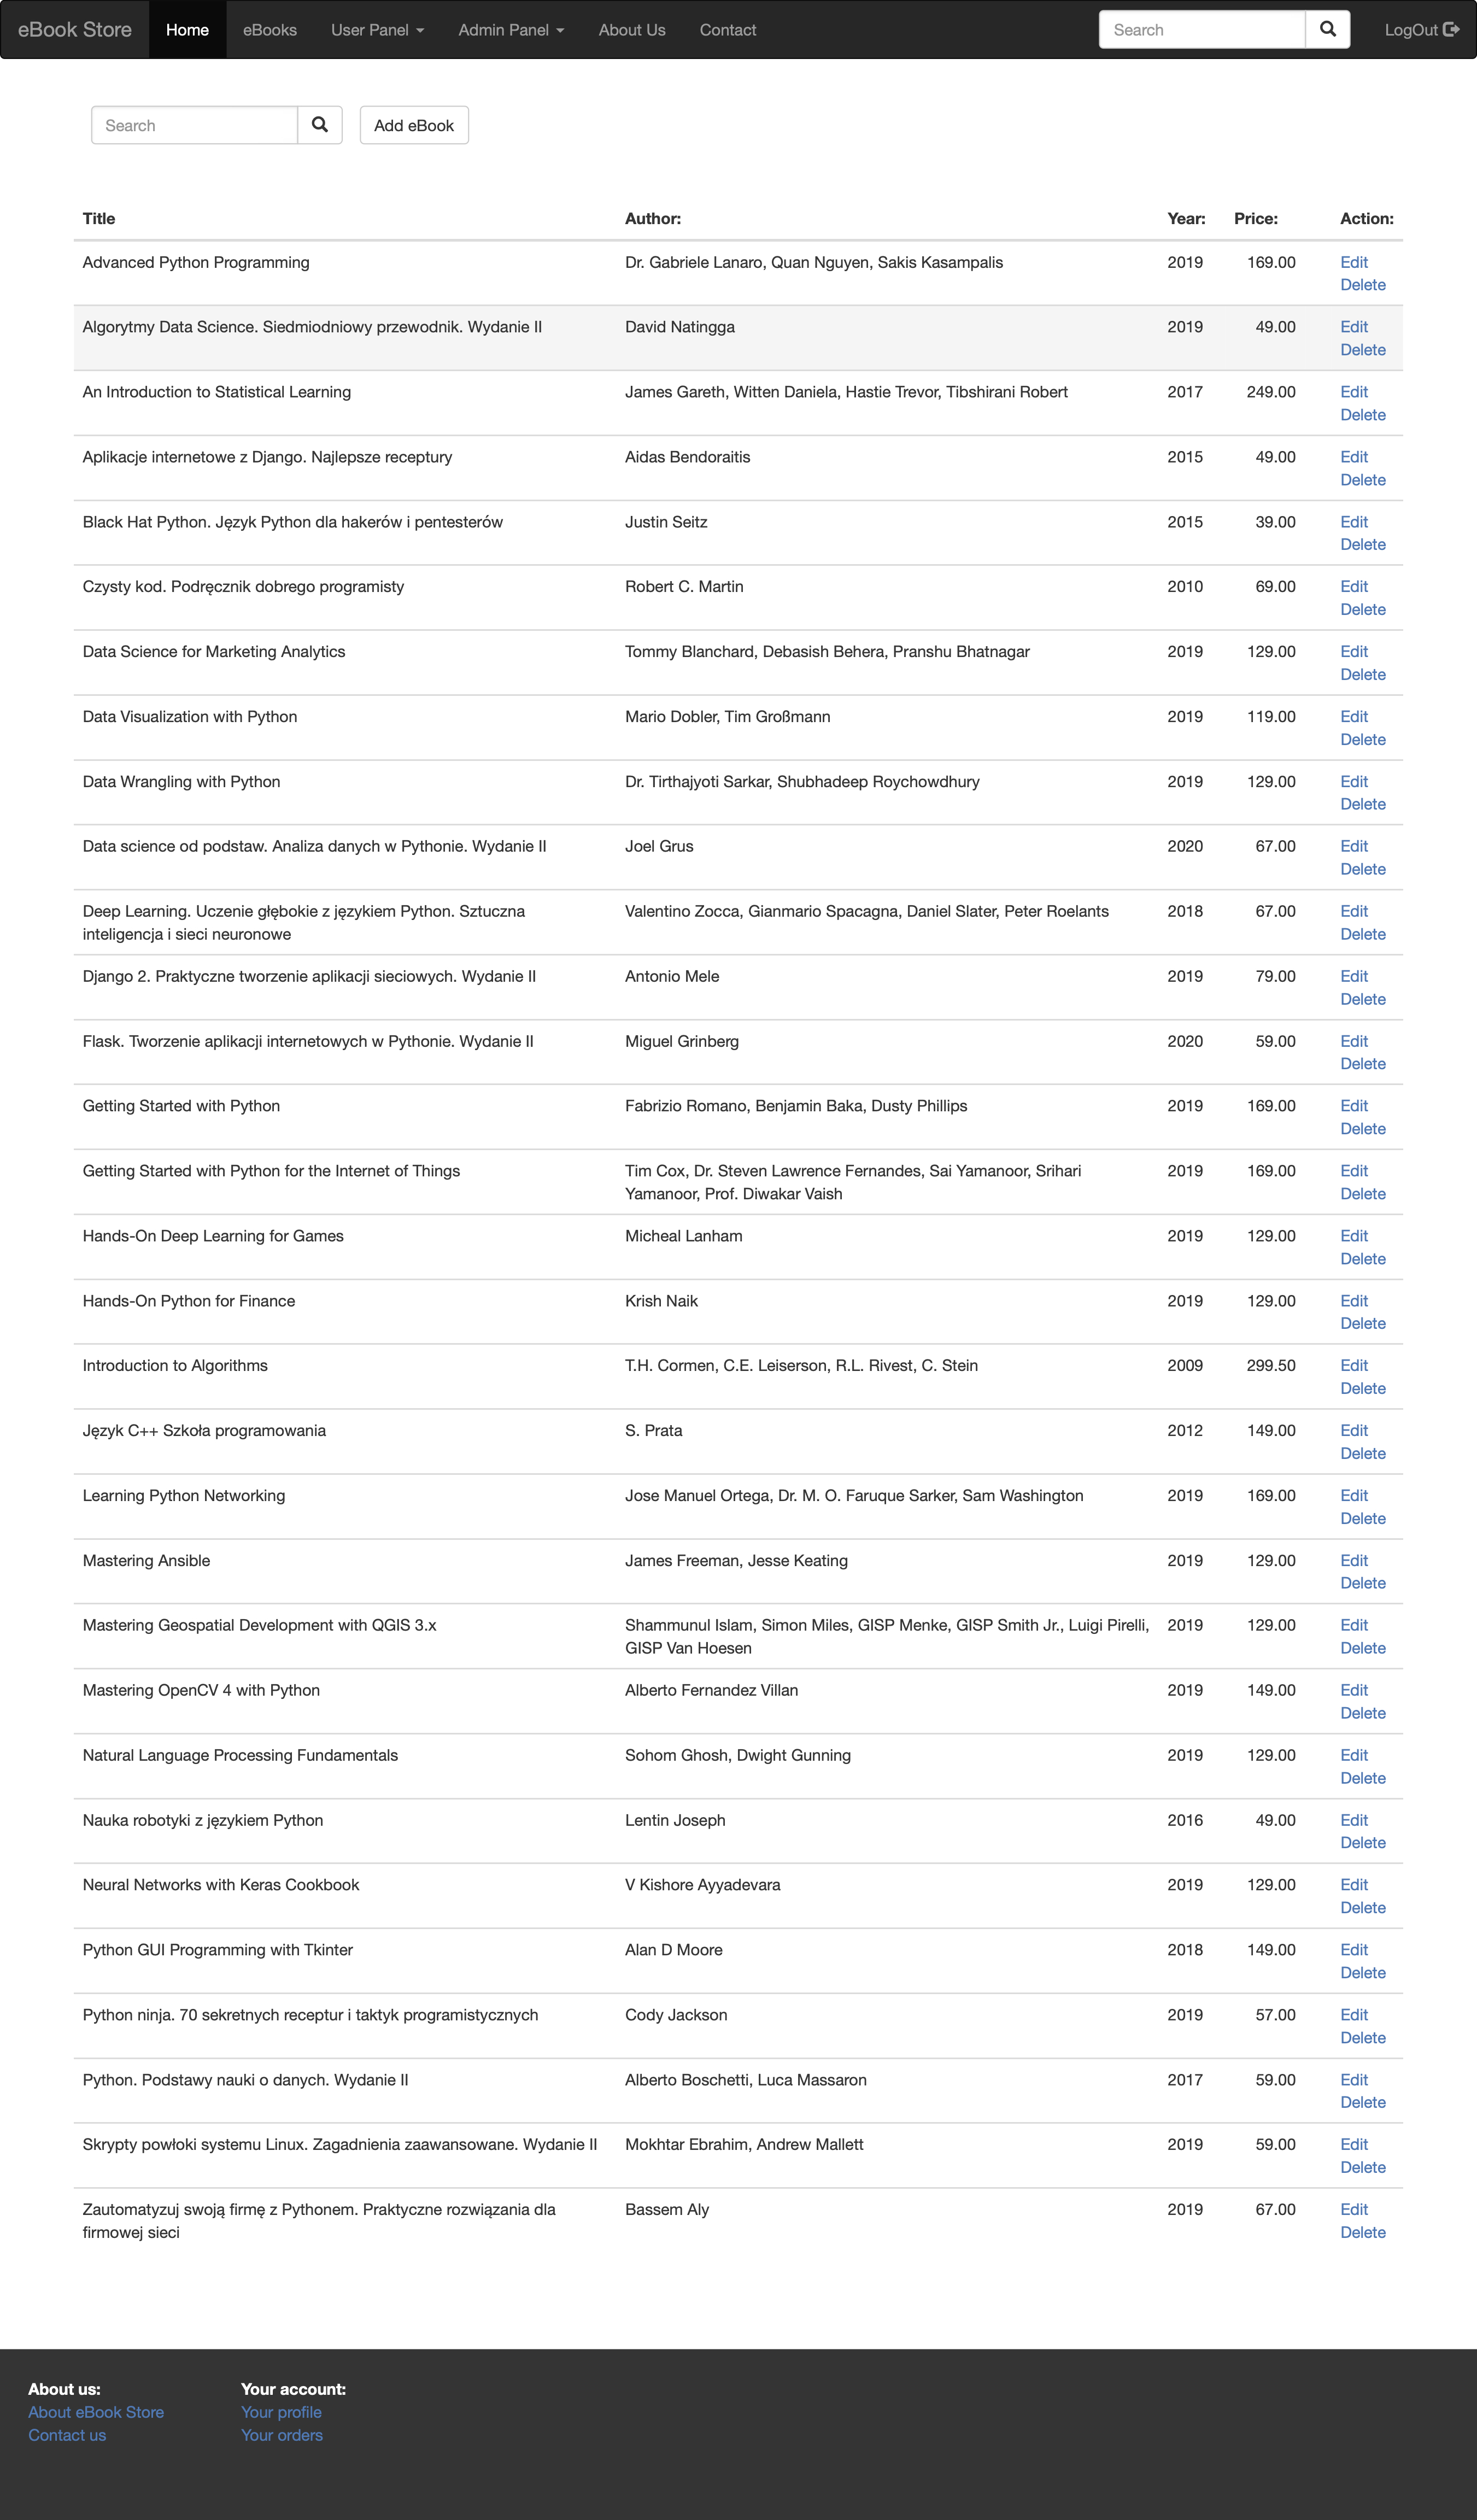 eBook Store Home eBooks User Panel Admin Panel About Us Contact Search LogOut
Search Add eBook
Title Author: Year: Price: Action:
Advanced Python Programming Dr. Gabriele Lanaro, Quan Nguyen, Sakis Kasampalis 2019 169.00 Edit
Delete
Algorytmy Data Science. Siedmiodniowy przewodnik. Wydanie II David Natingga 2019 49.00 Edit
Delete
An Introduction to Statistical Learning James Gareth, Witten Daniela, Hastie Trevor, Tibshirani Robert 2017 249.00 Edit
Delete
Aplikacje internetowe z Django. Najlepsze receptury Aidas Bendoraitis 2015 49.00 Edit
Delete
Black Hat Python. Język Python dla hakerów i pentesterów Justin Seitz 2015 39.00 Edit
Delete
Czysty kod. Podręcznik dobrego programisty Robert C. Martin 2010 69.00 Edit
Delete
Data Science for Marketing Analytics Tommy Blanchard, Debasish Behera, Pranshu Bhatnagar 2019 129.00 Edit
Delete
Data Visualization with Python Mario Dobler, Tim Großmann 2019 119.00 Edit
Delete
Data Wrangling with Python Dr. Tirthajyoti Sarkar, Shubhadeep Roychowdhury 2019 129.00 Edit
Delete
Data science od podstaw. Analiza danych w Pythonie. Wydanie II Joel Grus 2020 67.00 Edit
Delete
Deep Learning. Uczenie głębokie z językiem Python. Sztuczna Valentino Zocca, Gianmario Spacagna, Daniel Slater, Peter Roelants 2018 67.00 Edit
inteligencja i sieci neuronowe Delete
Django 2. Praktyczne tworzenie aplikacji sieciowych. Wydanie II Antonio Mele 2019 79.00 Edit
Delete
Flask. Tworzenie aplikacji internetowych w Pythonie. Wydanie II Miguel Grinberg 2020 59.00 Edit
Delete
Getting Started with Python Fabrizio Romano, Benjamin Baka, Dusty Phillips 2019 169.00 Edit
Delete
Getting Started with Python for the Internet of Things Tim Cox, Dr. Steven Lawrence Fernandes, Sai Yamanoor, Srihari 2019 169.00 Edit
Yamanoor, Prof. Diwakar Vaish Delete
Hands-On Deep Learning for Games Micheal Lanham 2019 129.00 Edit
Delete
Hands-On Python for Finance Krish Naik 2019 129.00 Edit
Delete
Introduction to Algorithms T.H. Cormen, C.E. Leiserson, R.L. Rivest, C. Stein 2009 299.50 Edit
Delete
Język C++ Szkoła programowania S. Prata 2012 149.00 Edit
Delete
Learning Python Networking Jose Manuel Ortega, Dr. M. O. Faruque Sarker, Sam Washington 2019 169.00 Edit
Delete
Mastering Ansible James Freeman, Jesse Keating 2019 129.00 Edit
Delete
Mastering Geospatial Development with QGIS 3.x Shammunul Islam, Simon Miles, GISP Menke, GISP Smith Jr., Luigi Pirelli, 2019 129.00 Edit
GISP Van Hoesen Delete
Mastering OpenCV 4 with Python Alberto Fernandez Villan 2019 149.00 Edit
Delete
Natural Language Processing Fundamentals Sohom Ghosh, Dwight Gunning 2019 129.00 Edit
Delete
Nauka robotyki z językiem Python Lentin Joseph 2016 49.00 Edit
Delete
Neural Networks with Keras Cookbook V Kishore Ayyadevara 2019 129.00 Edit
Delete
Python GUI Programming with Tkinter Alan D Moore 2018 149.00 Edit
Delete
Python ninja. 70 sekretnych receptur i taktyk programistycznych Cody Jackson 2019 57.00 Edit
Delete
Python. Podstawy nauki o danych. Wydanie II Alberto Boschetti, Luca Massaron 2017 59.00 Edit
Delete
Skrypty powłoki systemu Linux. Zagadnienia zaawansowane. Wydanie II Mokhtar Ebrahim, Andrew Mallett 2019 59.00 Edit
Delete
Zautomatyzuj swoją firmę z Pythonem. Praktyczne rozwiązania dla Bassem Aly 2019 67.00 Edit
firmowej sieci Delete
About us: Your account:
About eBook Store Your profile
Contact us Your orders